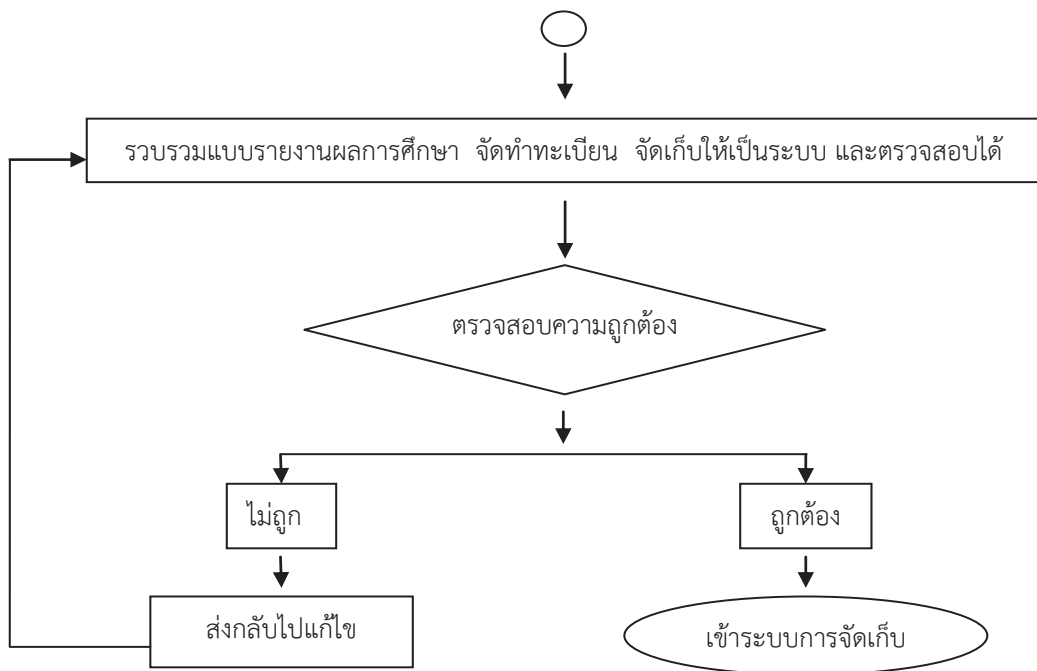 รวบรวมแบบรายงานผลการศึกษา จัดทำทะเบียน จัดเก็บให้เป็นระบบ และตรวจสอบได้
ตรวจสอบความถูกต้อง
ไม่ถูก
ถูกต้อง
ส่งกลับไปแก้ไข
เข้าระบบการจัดเก็บ